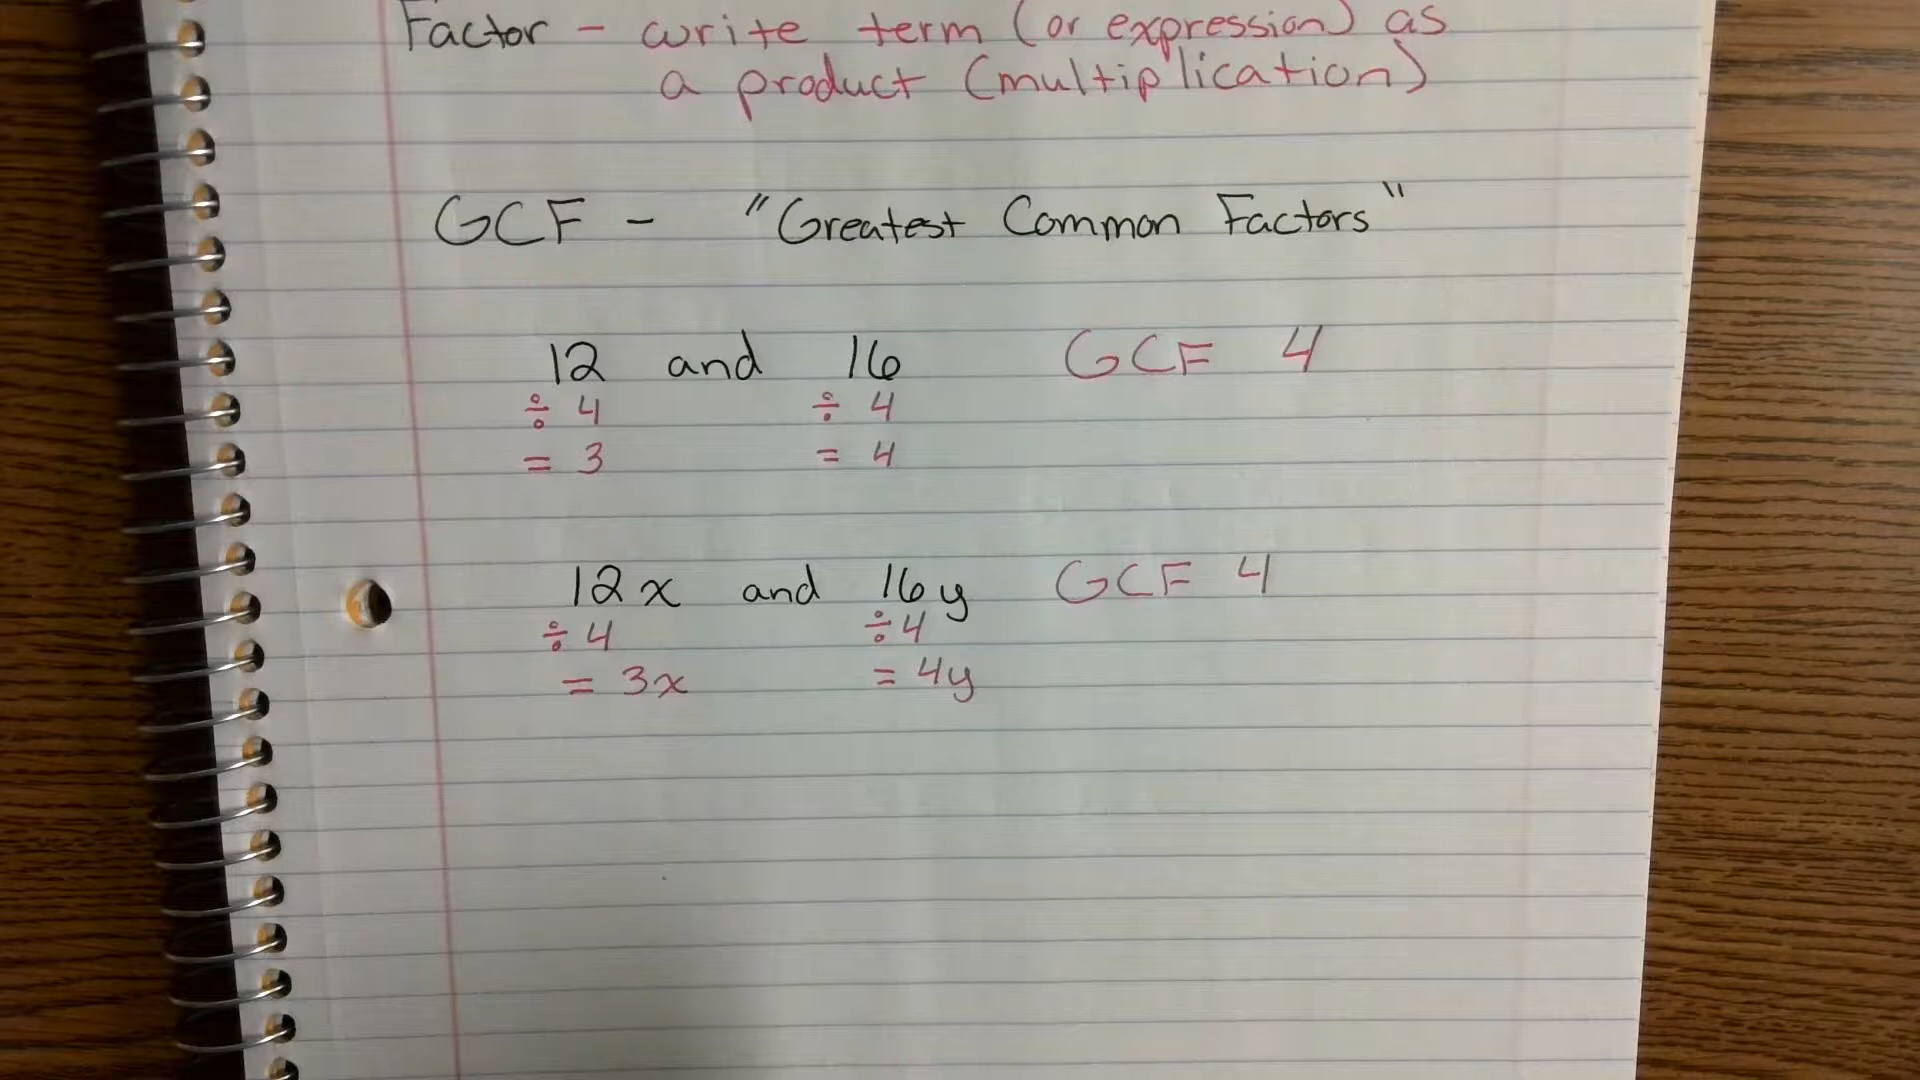 Factor - write term (or expression) as
a product (multiplication)
GCF - "Greatest Common Factors"
12 and 16 GCF 4
÷ 4 ÷ 4
= 3 = 4
12x and 16y GCF 4
÷ 4 ÷4
= 3x = 4y